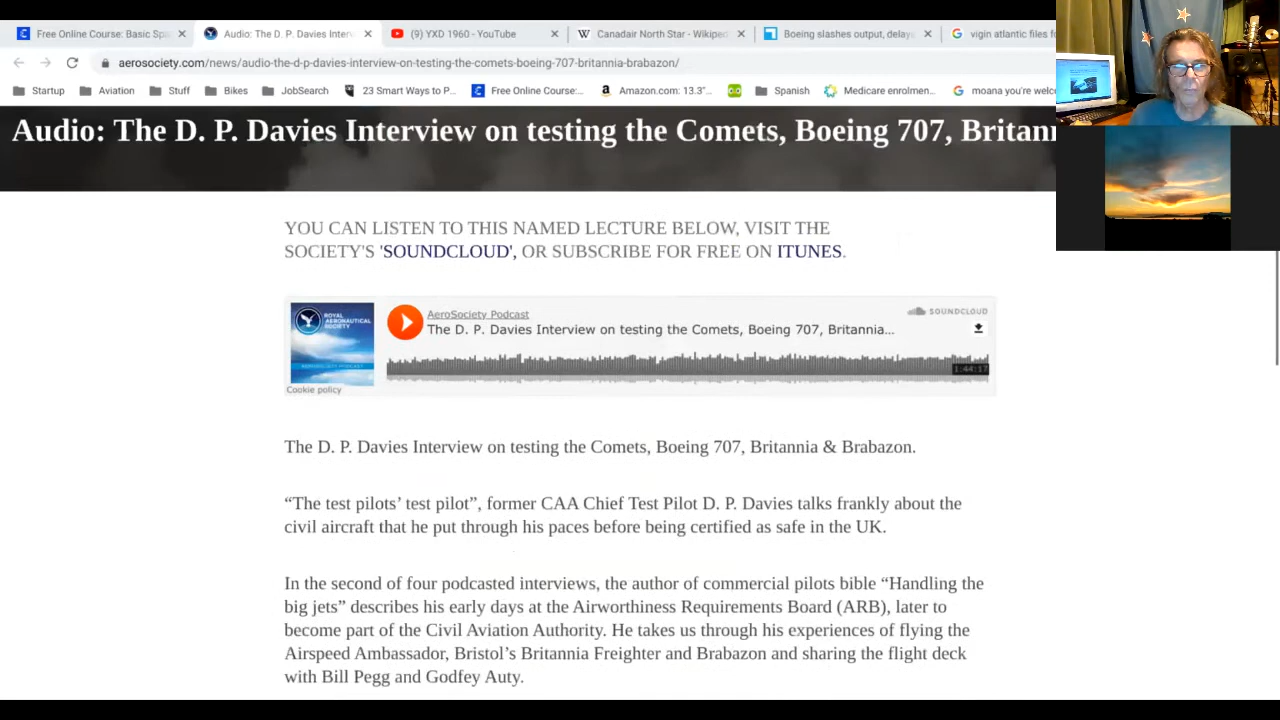 Free Online Course: Basic Spa
Audio: The D. P. Davies Interv
(9) YXD 1960 - YouTube
Canadair North Star - Wikiped
Boeing slashes output, delay
vigin atlantic files fo
aerosociety.com/news/audio-the-d-p-davies-interview-on-testing-the-comets-boeing-707-britannia-brabazon/
Startup
Aviation
Stuff
Bikes
JobSearch
23 Smart Ways to P...
Free Online Course:...
Amazon.com: 13.3"...
Spanish
Medicare enrolmen...
moana you're welc
Audio: The D. P. Davies Interview on testing the Comets, Boeing 707, Britann
YOU CAN LISTEN TO THIS NAMED LECTURE BELOW, VISIT THE
SOCIETY'S 'SOUNDCLOUD', OR SUBSCRIBE FOR FREE ON ITUNES.
ROYAL
AERONAUTICAL
SOCIETY
AeroSociety Podcast
SOUNDCLOUD
The D. P. Davies Interview on testing the Comets, Boeing 707, Britannia...
1:44:17
Cookie policy
The D. P. Davies Interview on testing the Comets, Boeing 707, Britannia & Brabazon.
“The test pilots’ test pilot”, former CAA Chief Test Pilot D. P. Davies talks frankly about the
civil aircraft that he put through his paces before being certified as safe in the UK.
In the second of four podcasted interviews, the author of commercial pilots bible “Handling the
big jets” describes his early days at the Airworthiness Requirements Board (ARB), later to
become part of the Civil Aviation Authority. He takes us through his experiences of flying the
Airspeed Ambassador, Bristol’s Britannia Freighter and Brabazon and sharing the flight deck
with Bill Pegg and Godfey Auty.